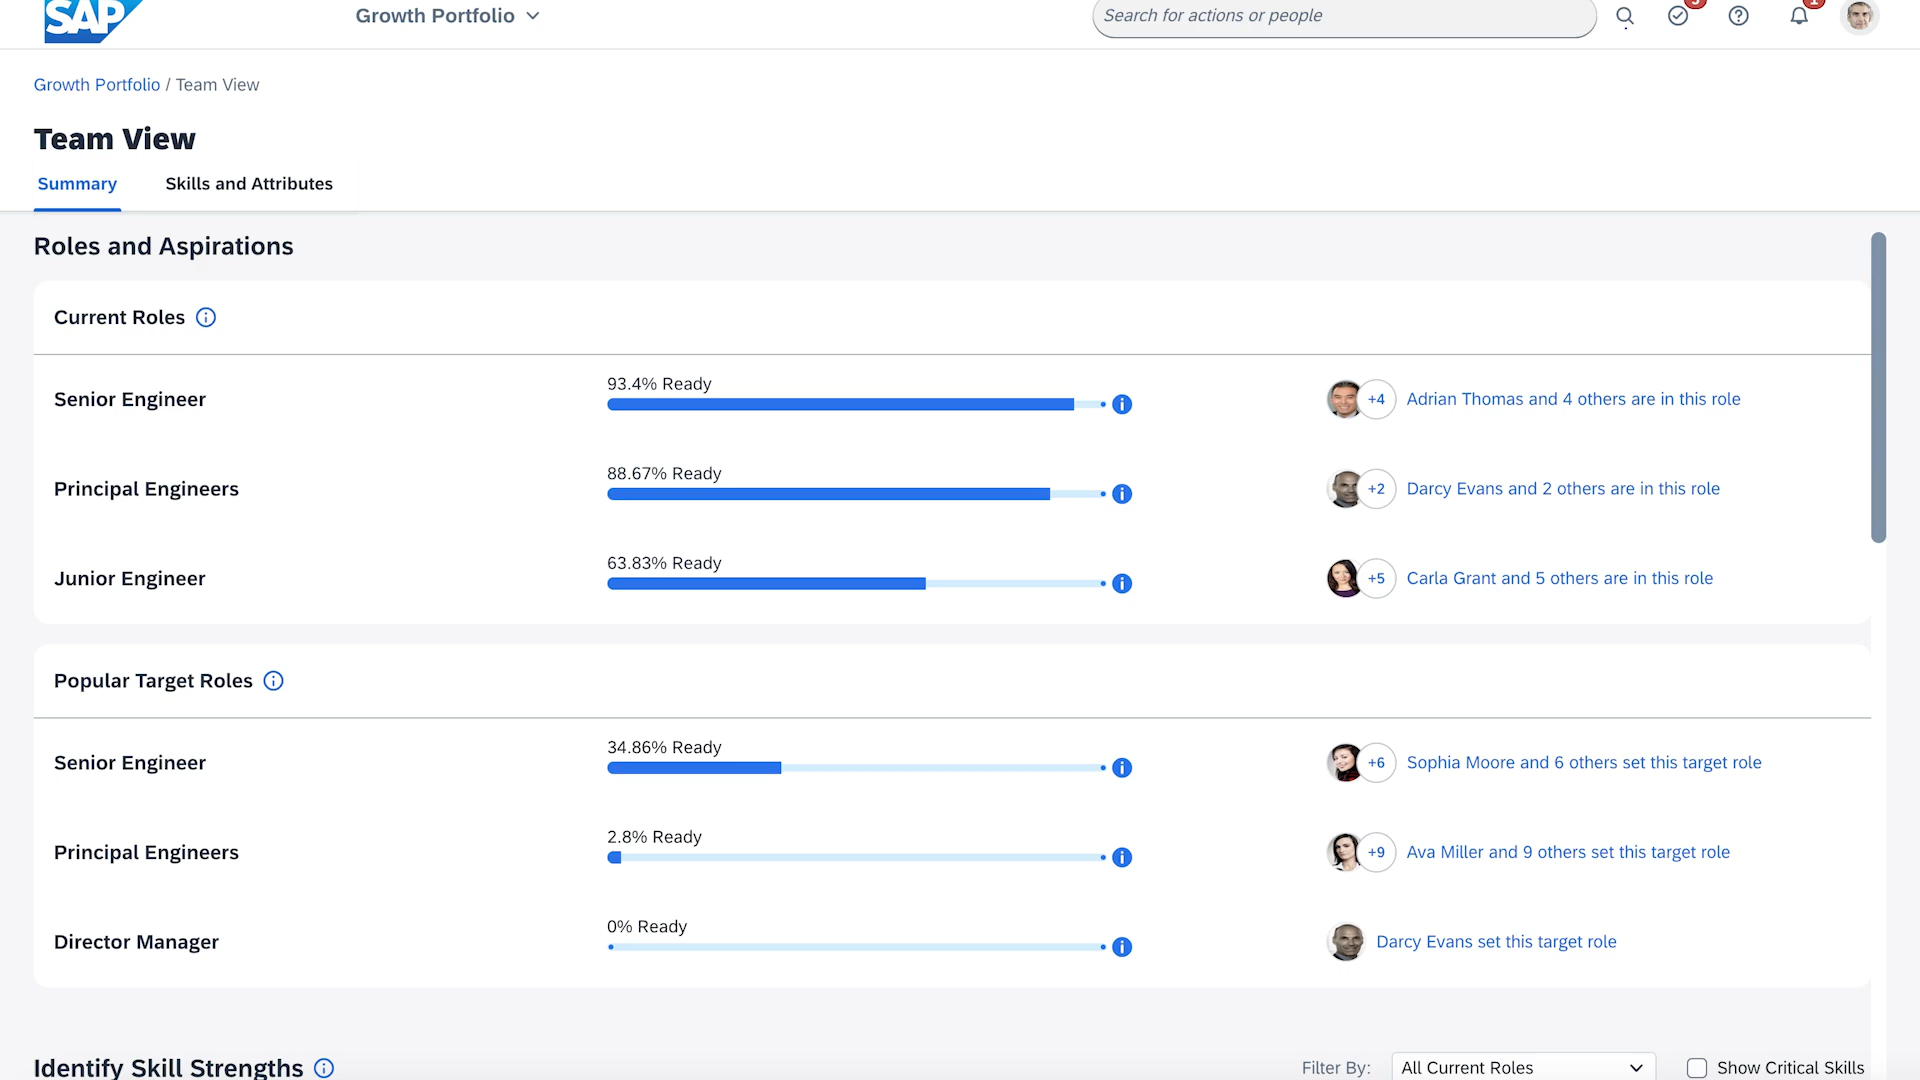 SAP
Growth Portfolio
Search for actions or people
Growth Portfolio / Team View
Team View
Summary
Skills and Attributes
Roles and Aspirations
Current Roles
Senior Engineer
93.4% Ready
+4
Adrian Thomas and 4 others are in this role
Principal Engineers
88.67% Ready
+2
Darcy Evans and 2 others are in this role
Junior Engineer
63.83% Ready
+5
Carla Grant and 5 others are in this role
Popular Target Roles
Senior Engineer
34.86% Ready
+6
Sophia Moore and 6 others set this target role
Principal Engineers
2.8% Ready
+9
Ava Miller and 9 others set this target role
Director Manager
0% Ready
Darcy Evans set this target role
Identify Skill Strengths
Filter By:
All Current Roles
Show Critical Skills